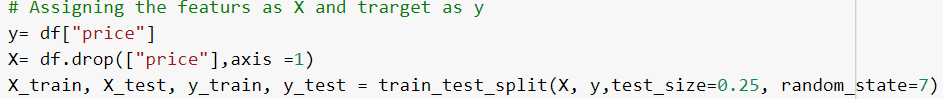 # Assigning the featurs as X and trarget as y
y= df["price"]
X= df.drop(["price"],axis =1)
X_train, X_test, y_train, y_test = train_test_split(X, y,test_size=0.25, random_state=7)